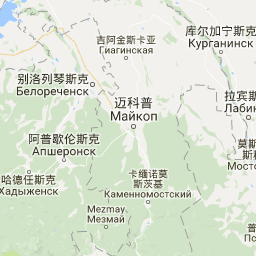 吉阿金斯卡亚
Гиагинская
库尔加宁斯克
Курганинск
别洛列琴斯克
Белореченск
迈科普
Майкоп
拉宾斯
Лабин
阿普歇伦斯克
Апшеронск
莫斯
Мосто
哈德任斯克
Хадыженск
卡缅诺莫
斯茨基
Каменномостский
Mezmay
Мезмай
По